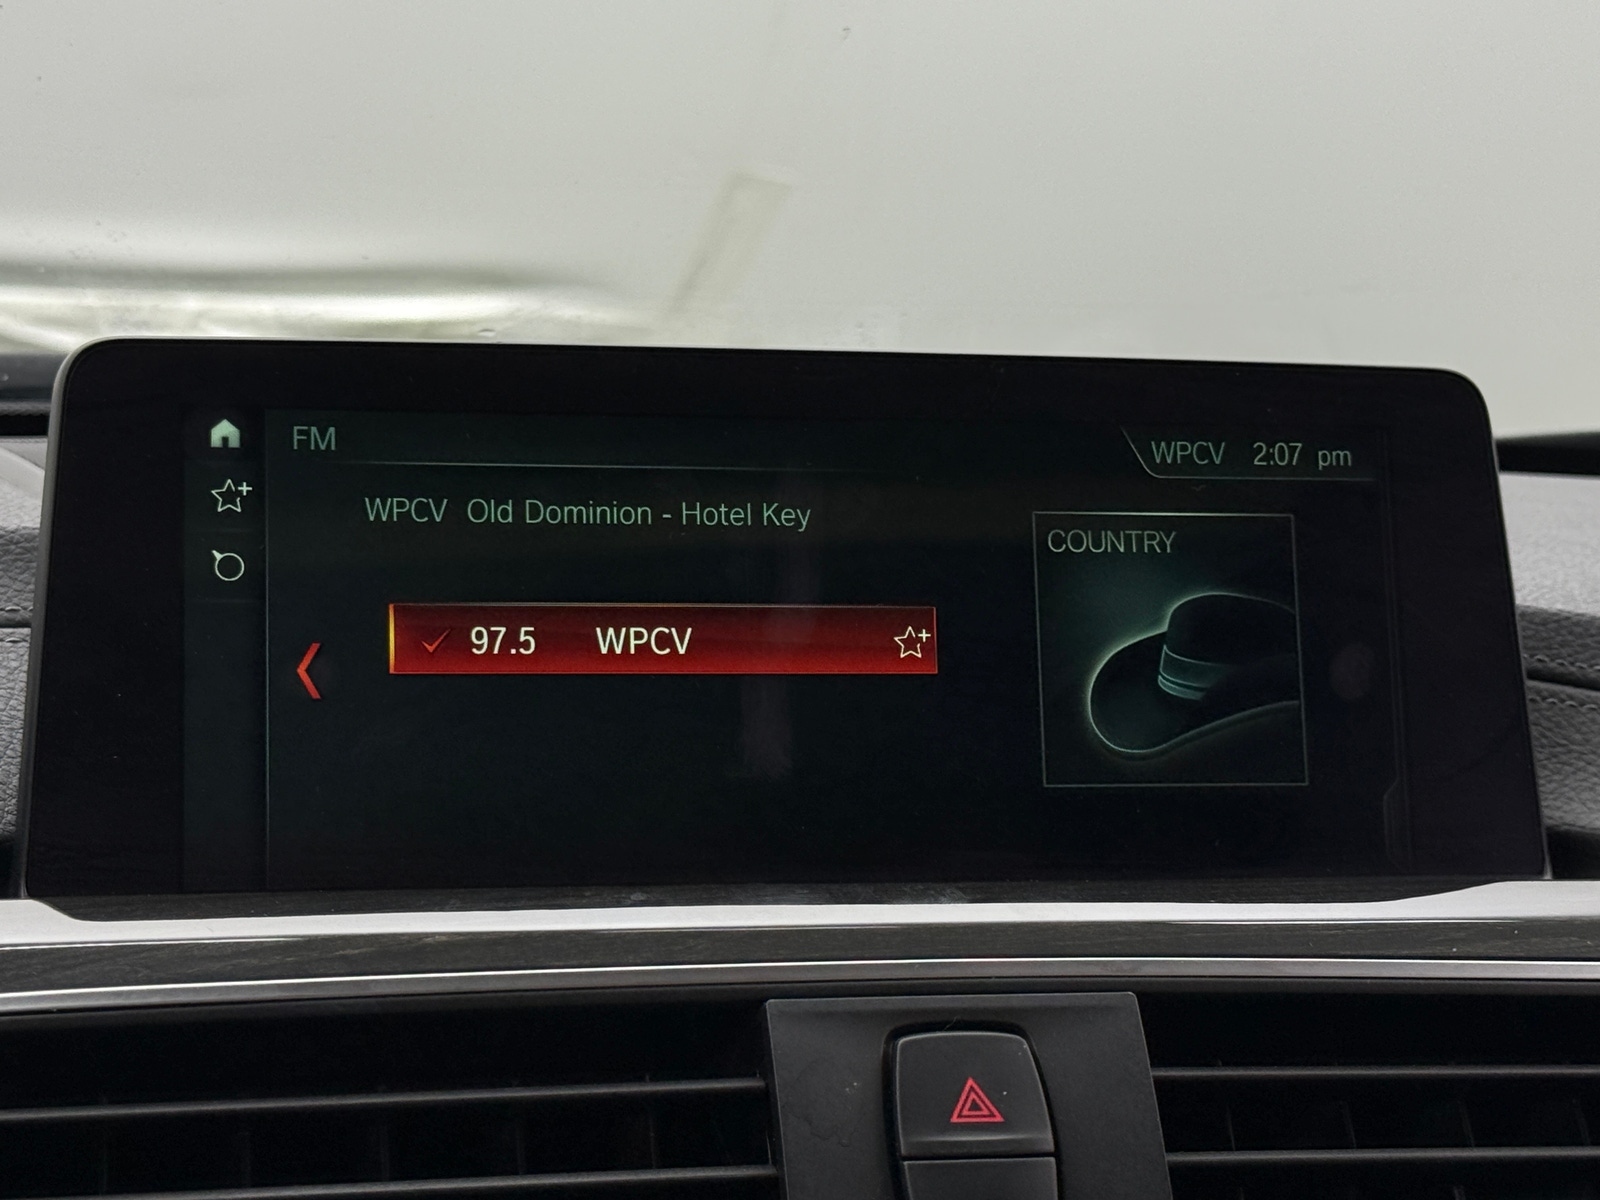 FM
WPCV 2:07 pm
WPCV Old Dominion - Hotel Key
COUNTRY
97.5 WPCV